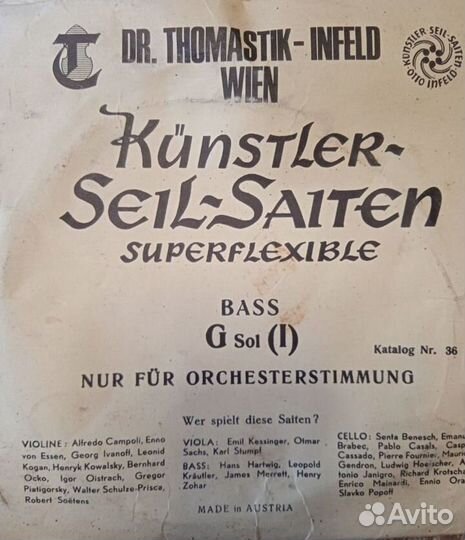 DR. THOMASTIK-INFELD
WIEN
KÜNSTLER-SEIL-SAITEN
OTTO INFELD
KÜNSTLER-
SEIL-SAITEN
SUPERFLEXIBLE
BASS
G Sol (I)
Katalog Nr. 36
NUR FÜR ORCHESTERSTIMMUNG
Wer spielt diese Saiten?
VIOLINE: Alfredo Campoli, Enno
von Essen, Georg Ivanoff, Leonid
Kogan, Henryk Kowalsky, Bernhard
Ocko, Igor Oistrach, Gregor
Piatigorsky, Walter Schulze-Prisca,
Robert Soëtens
VIOLA: Emil Kessinger, Olmar
Sachs, Karl Stumpf
BASS: Hans Hartwig, Leopold
Kräutler, James Merrett, Henry
Zohar
CELLO: Senta Benesch,
Brabec, Pablo Casals,
Cassado, Pierre Fournier,
Gendron, Ludwig Hoelscher,
tonio Janigro, Richard
Enrico Mainardi, Ennio
Slavko Popoff
MADE in AUSTRIA
Avito